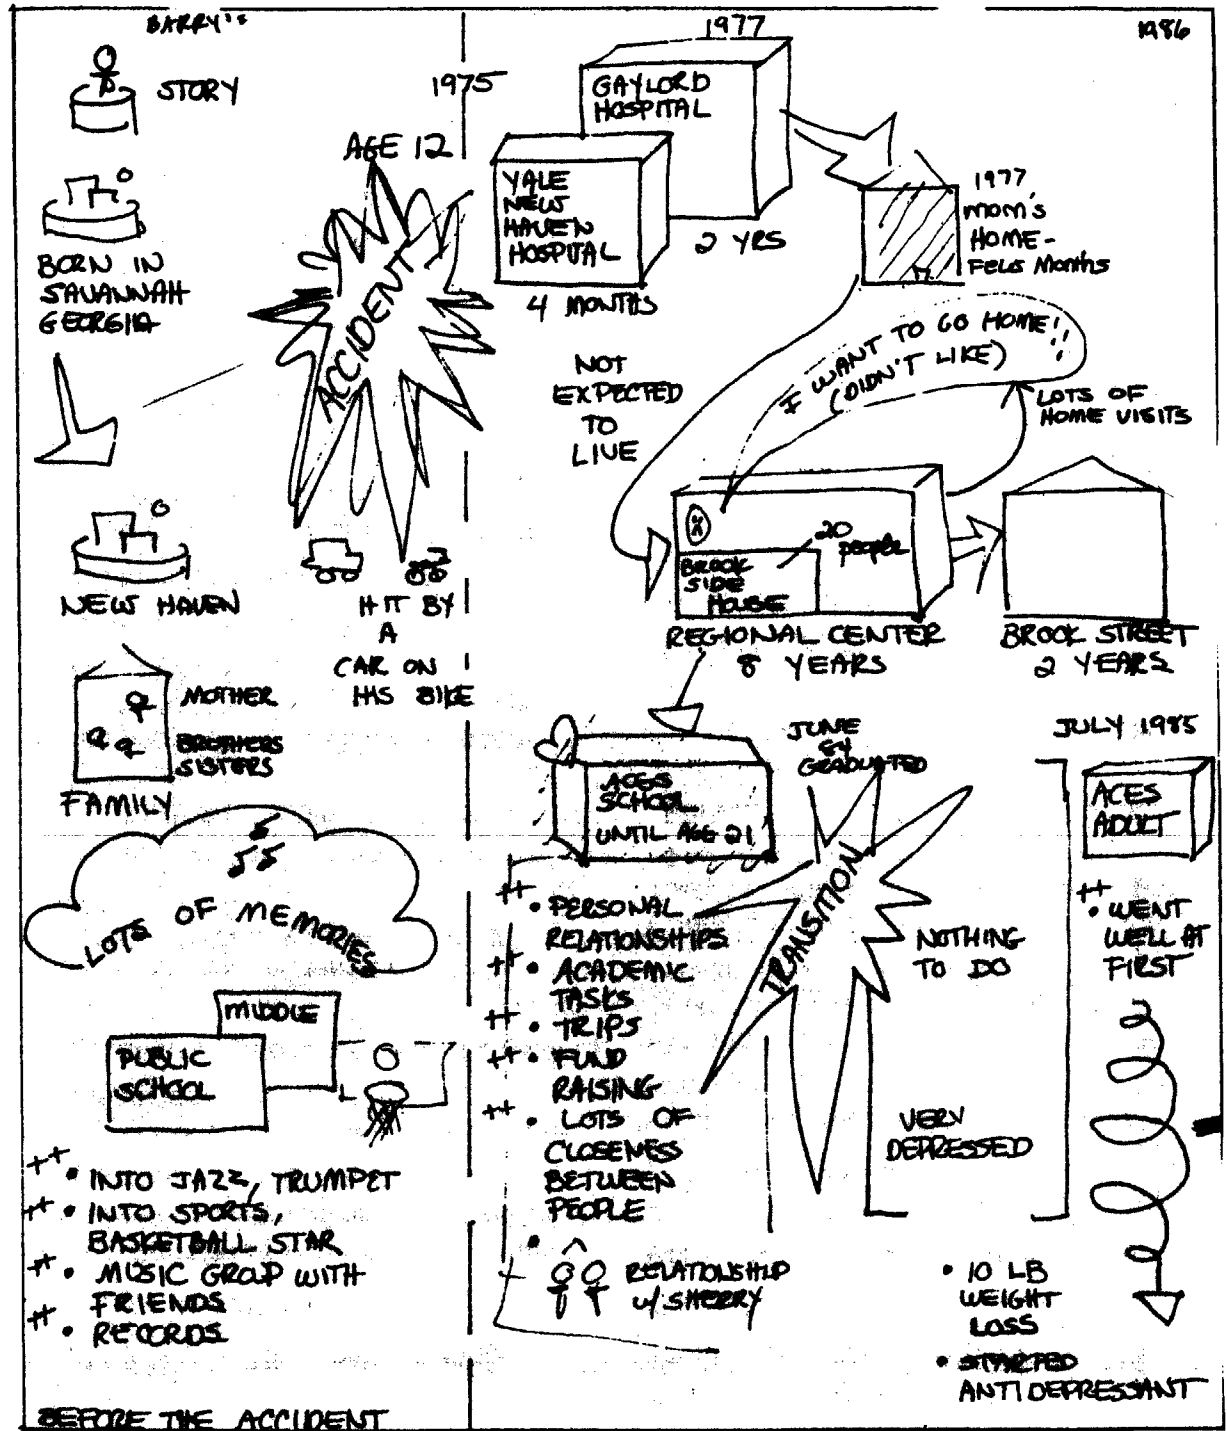 BARRY'S
STORY
BORN IN
SAVANNAH
GEORGIA
NEW HAVEN
MOTHER
BROTHERS
SISTERS
FAMILY
LOTS OF MEMORIES
MIDDLE
PUBLIC
SCHOOL
++ • INTO JAZZ, TRUMPET
++ • INTO SPORTS,
BASKETBALL STAR
++ • MUSIC GROUP WITH
FRIENDS
++ • RECORDS
BEFORE THE ACCIDENT
1975
AGE 12
ACCIDENT
HIT BY
A
CAR ON
HIS BIKE
1977
GAYLORD
HOSPITAL
2 YRS
YALE
NEW
HAVEN
HOSPITAL
4 MONTHS
NOT
EXPECTED
TO
LIVE
1986
1977
MOM'S
HOME -
FEW MONTHS
I WANT TO GO HOME!!!
(DIDN'T LIKE)
LOTS OF
HOME VISITS
20
people
BROOK
SIDE
HOUSE
REGIONAL CENTER
8 YEARS
BROOK STREET
2 YEARS
ACES
SCHOOL
UNTIL AGE 21
++ • PERSONAL
RELATIONSHIPS
++ • ACADEMIC
TASKS
++ • TRIPS
++ • FUND
RAISING
++ • LOTS OF
CLOSENESS
BETWEEN
PEOPLE
• RELATIONSHIP
W/ SHERRY
JUNE
84
GRADUATED
TRANSITION
NOTHING
TO DO
VERY
DEPRESSED
JULY 1985
ACES
ADULT
++
• WENT
WELL AT
FIRST
• 10 LB
WEIGHT
LOSS
• STARTED
ANTIDEPRESSANT